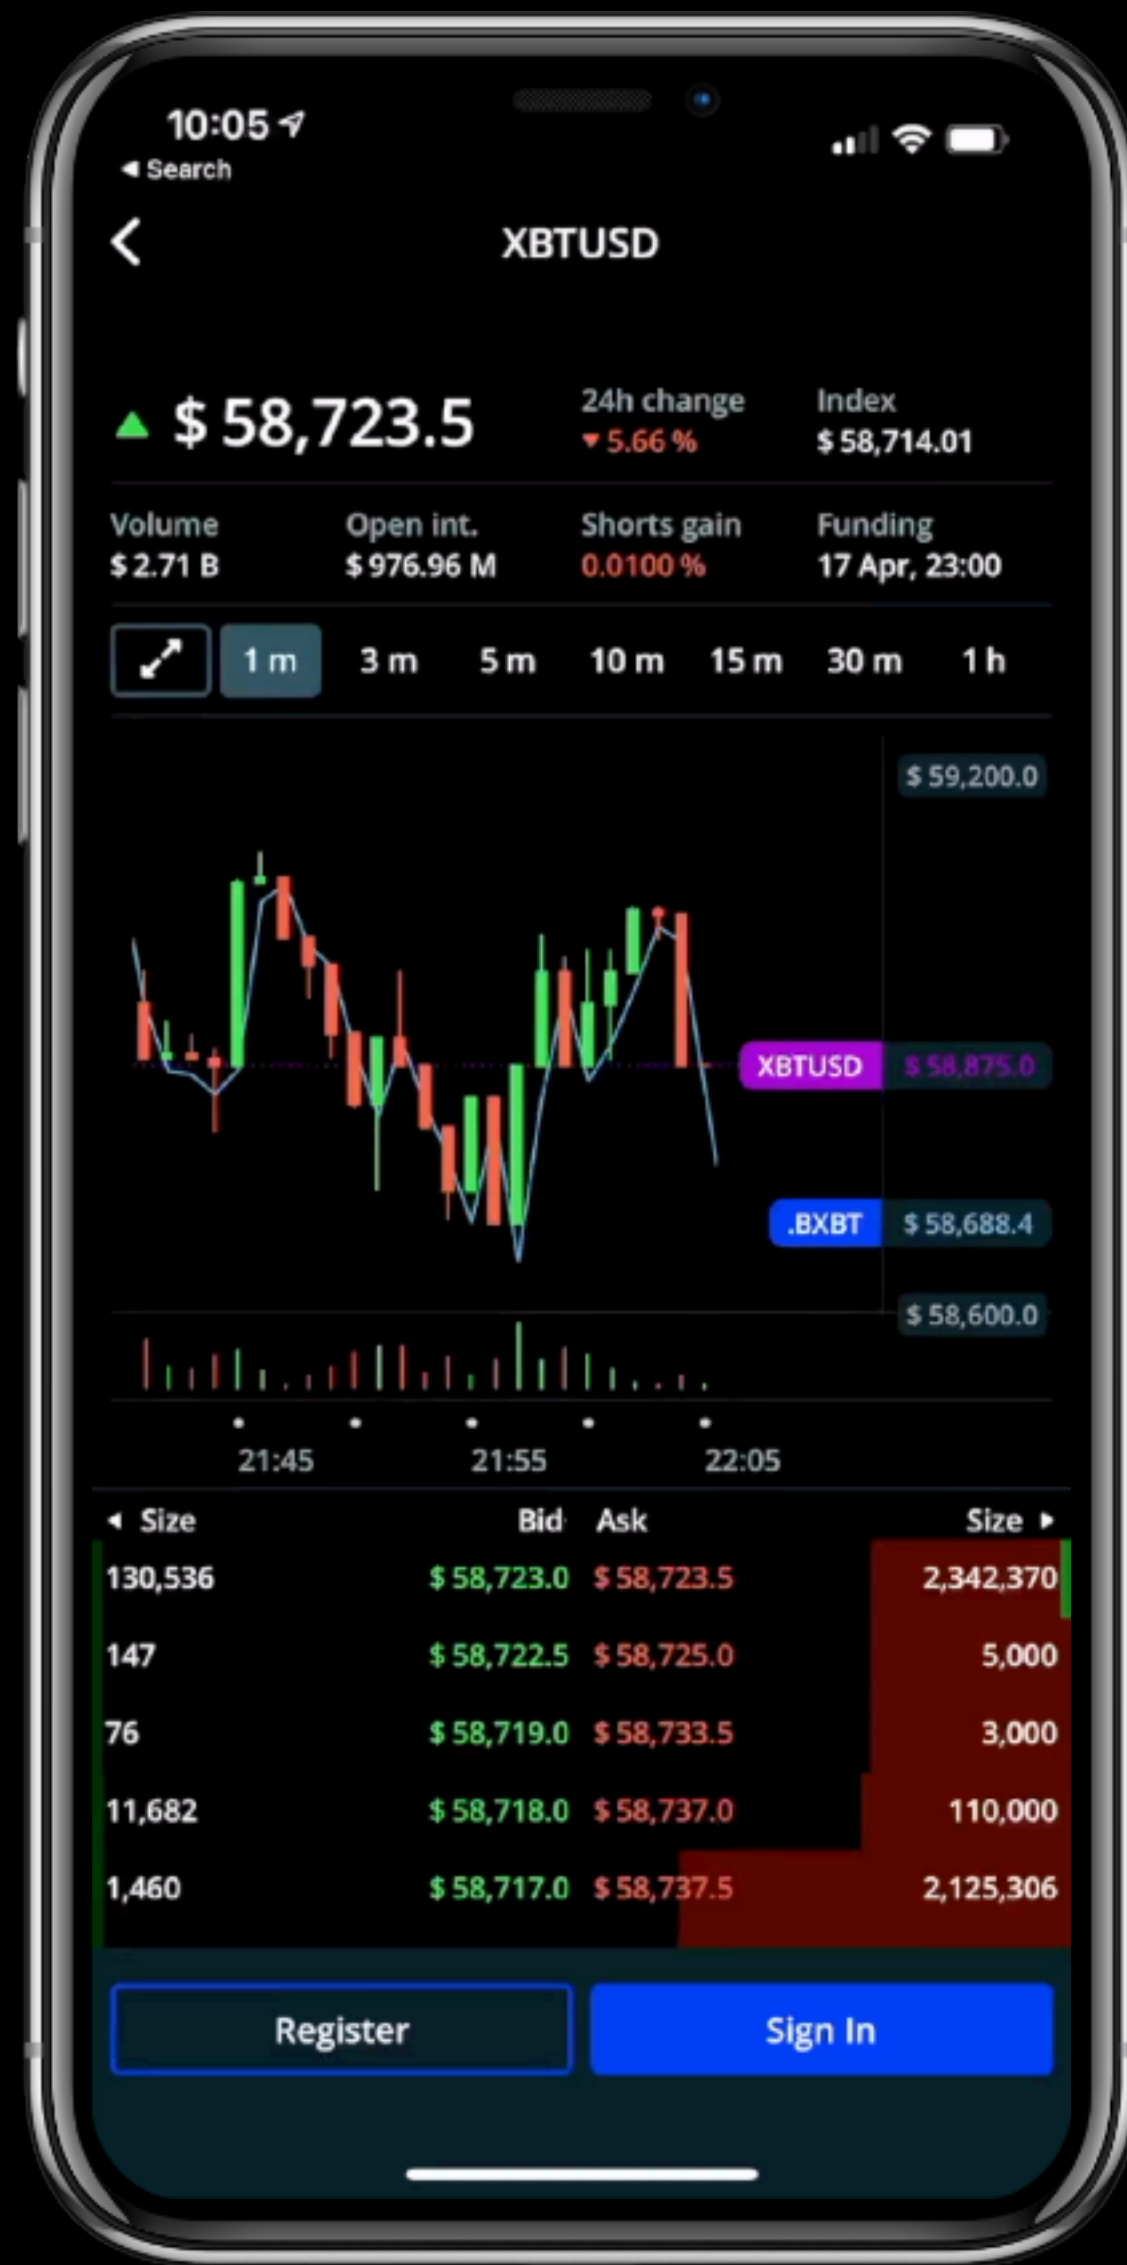 10:05
Search
XBTUSD
$ 58,723.5
24h change
5.66 %
Index
$ 58,714.01
Volume
$ 2.71 B
Open int.
$ 976.96 M
Shorts gain
0.0100 %
Funding
17 Apr, 23:00
1 m 3 m 5 m 10 m 15 m 30 m 1 h
$ 59,200.0
XBTUSD $ 58,875.0
.BXBT $ 58,688.4
$ 58,600.0
21:45 21:55 22:05
Size Bid Ask Size
130,536 $ 58,723.0 $ 58,723.5 2,342,370
147 $ 58,722.5 $ 58,725.0 5,000
76 $ 58,719.0 $ 58,733.5 3,000
11,682 $ 58,718.0 $ 58,737.0 110,000
1,460 $ 58,717.0 $ 58,737.5 2,125,306
Register Sign In